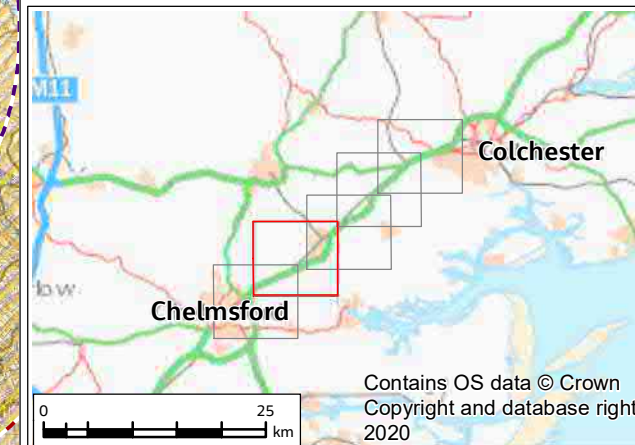 M11
Colchester
Chelmsford
Contains OS data © Crown
Copyright and database right
2020
0 25
km